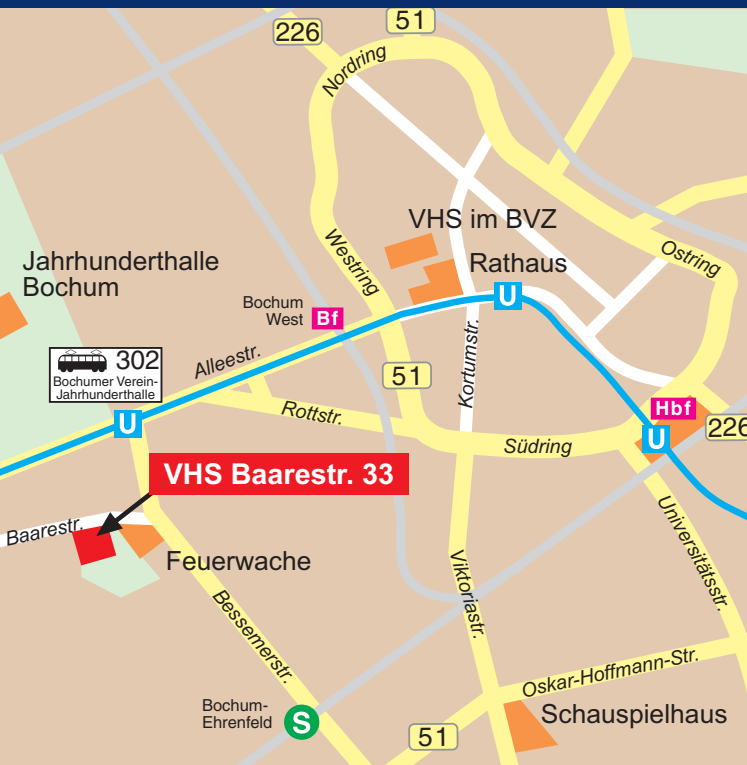 51
226
Nordring
VHS im BVZ
Rathaus
Ostring
Westring
Jahrhunderthalle
Bochum
Bochum
West
Bf
U
Kortumstr.
302
Bochumer Verein-
Jahrhunderthalle
Alleestr.
51
Rottstr.
Hbf
226
U
U
Südring
VHS Baarestr. 33
Baarestr.
Feuerwache
Universitätsstr.
Viktoriastr.
Bessemerstr.
Oskar-Hoffmann-Str.
Bochum-
Ehrenfeld
S
Schauspielhaus
51